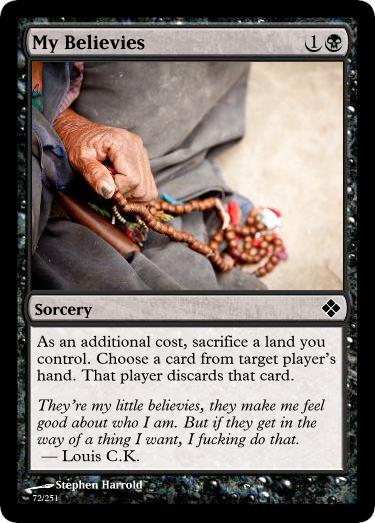 My Believies 1
Sorcery
As an additional cost, sacrifice a land you
control. Choose a card from target player's
hand. That player discards that card.
They're my little believies, they make me feel
good about who I am. But if they get in the
way of a thing I want, I fucking do that.
— Louis C.K.
Stephen Harrold
72/251